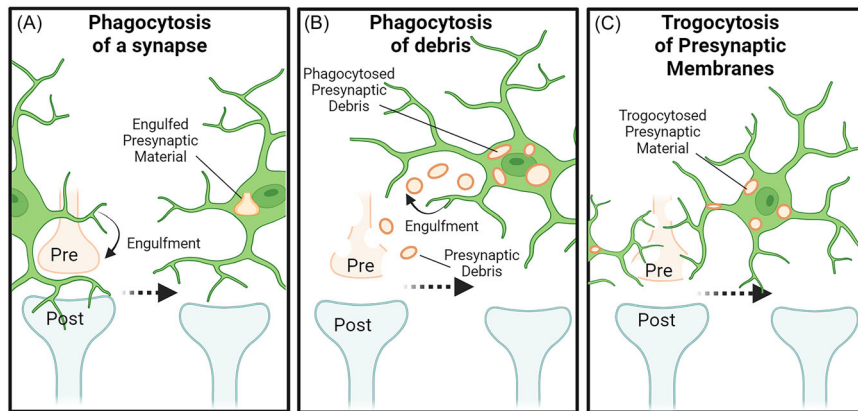 (A)
Phagocytosis
of a synapse
Engulfed
Presynaptic
Material
Engulfment
Pre
Post
(B)
Phagocytosis
of debris
Phagocytosed
Presynaptic
Debris
Engulfment
Pre
Presynaptic
Debris
Post
(C)
Trogocytosis
of Presynaptic
Membranes
Trogocytosed
Presynaptic
Material
Pre
Post